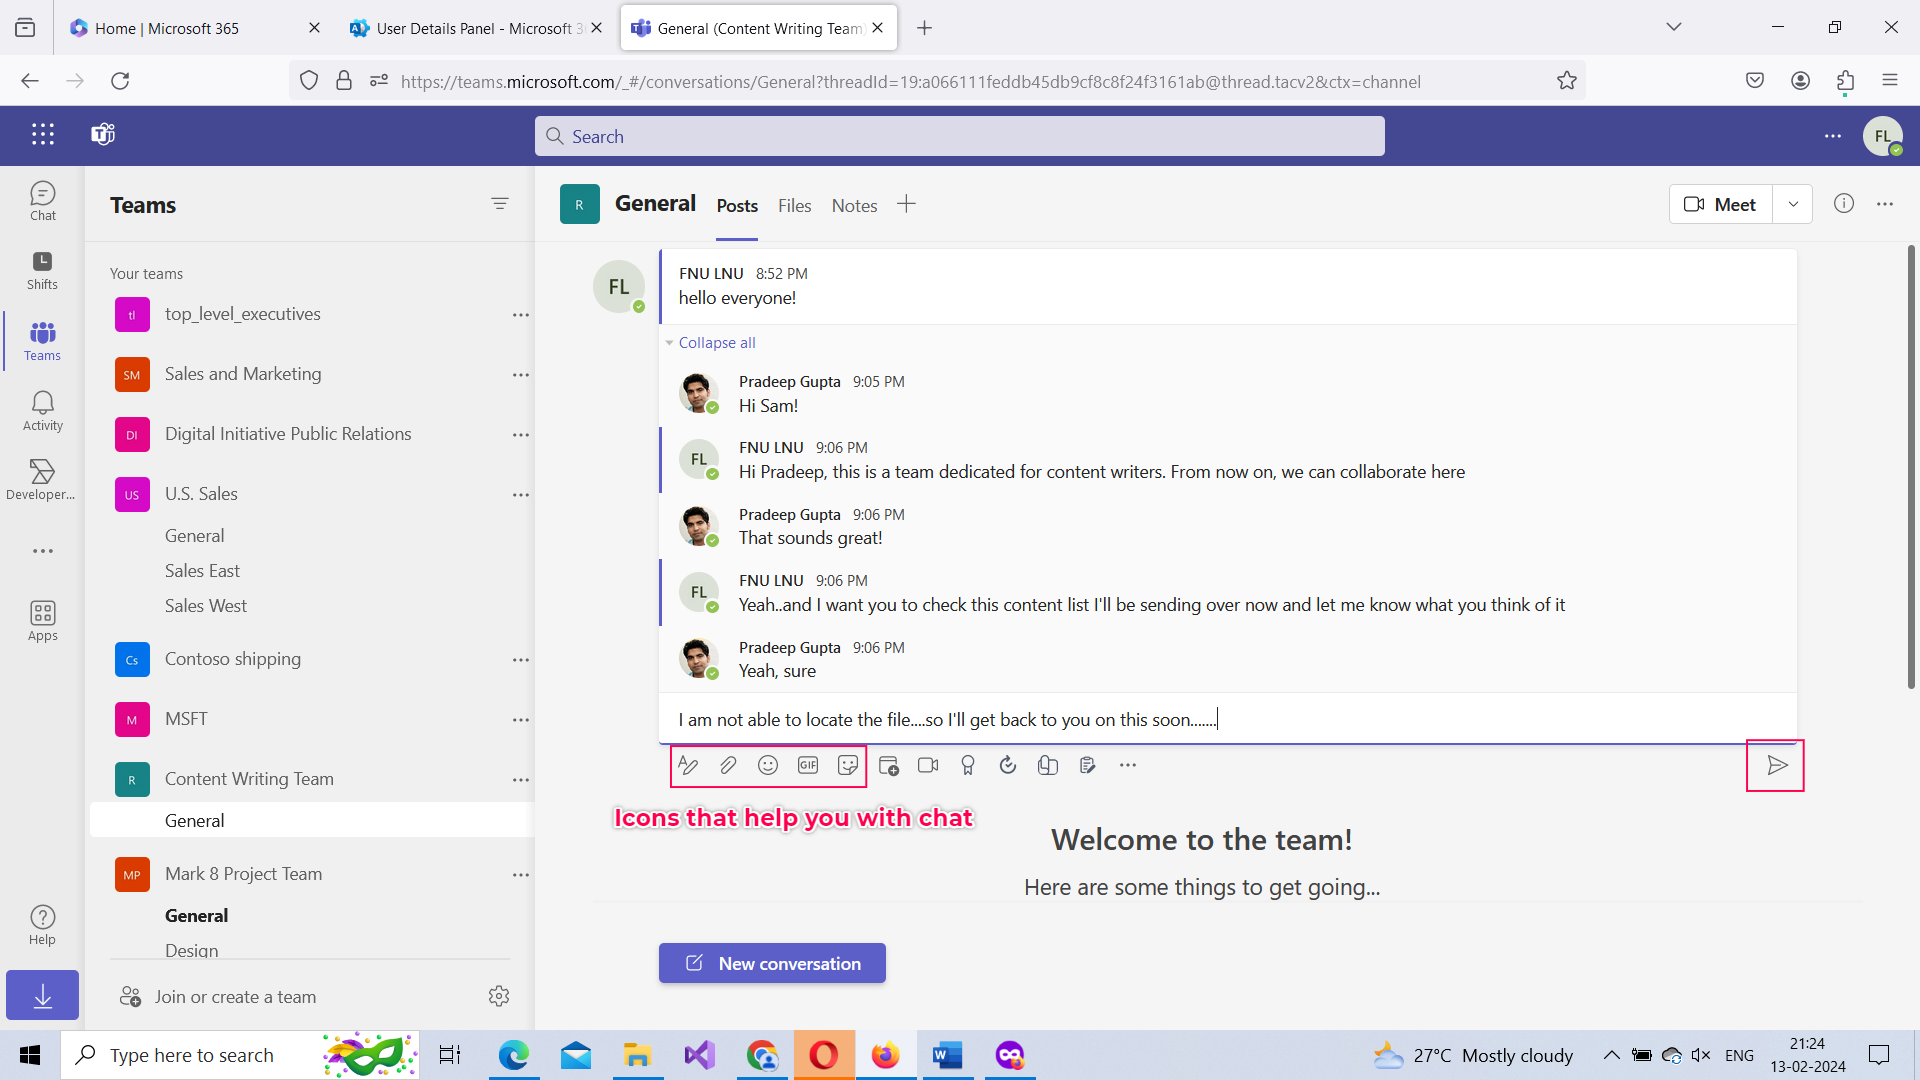 Home | Microsoft 365
User Details Panel - Microsoft 3
General (Content Writing Team)
https://teams.microsoft.com/_#/conversations/General?threadId=19:a066111feddb45db9cf8c8f24f3161ab@thread.tacv2&ctx=channel
Search
FL
Chat
Shifts
Teams
Activity
Developer...
Apps
Help
Teams
Your teams
tl top_level_executives
SM Sales and Marketing
DI Digital Initiative Public Relations
US U.S. Sales
General
Sales East
Sales West
Cs Contoso shipping
M MSFT
R Content Writing Team
General
MP Mark 8 Project Team
General
Design
Join or create a team
R General Posts Files Notes
Meet
FL
FNU LNU 8:52 PM
hello everyone!
Collapse all
Pradeep Gupta 9:05 PM
Hi Sam!
FL
FNU LNU 9:06 PM
Hi Pradeep, this is a team dedicated for content writers. From now on, we can collaborate here
Pradeep Gupta 9:06 PM
That sounds great!
FL
FNU LNU 9:06 PM
Yeah..and I want you to check this content list I'll be sending over now and let me know what you think of it
Pradeep Gupta 9:06 PM
Yeah, sure
I am not able to locate the file....so I'll get back to you on this soon.......
GIF
Icons that help you with chat
Welcome to the team!
Here are some things to get going...
New conversation
Type here to search
27°C Mostly cloudy
ENG
21:24
13-02-2024